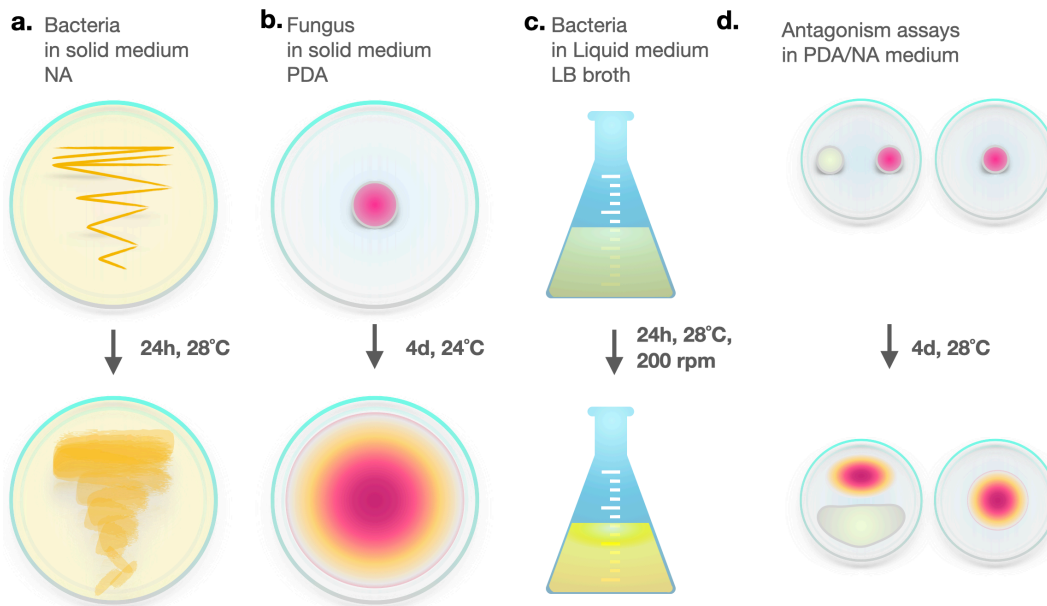 a. Bacteria
in solid medium
NA
24h, 28°C
b. Fungus
in solid medium
PDA
4d, 24°C
c. Bacteria
in Liquid medium
LB broth
24h, 28°C,
200 rpm
d. Antagonism assays
in PDA/NA medium
4d, 28°C